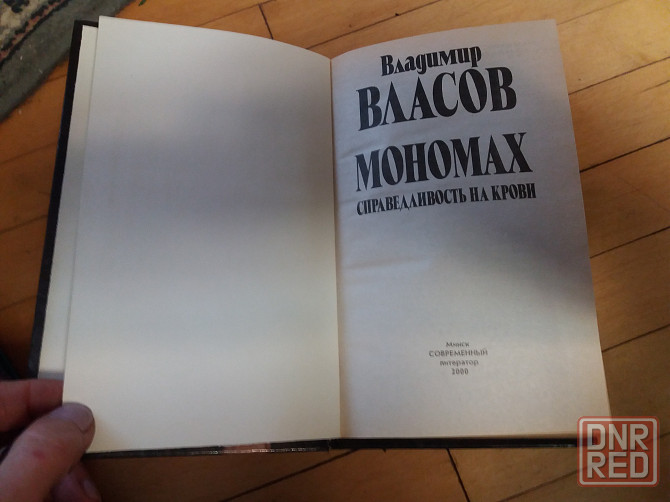 Владимир
ВЛАСОВ
МОНОМАХ
СПРАВЕДЛИВОСТЬ НА КРОВИ
Минск
СОВРЕМЕННЫЙ
литератор
2000
DNR
RED